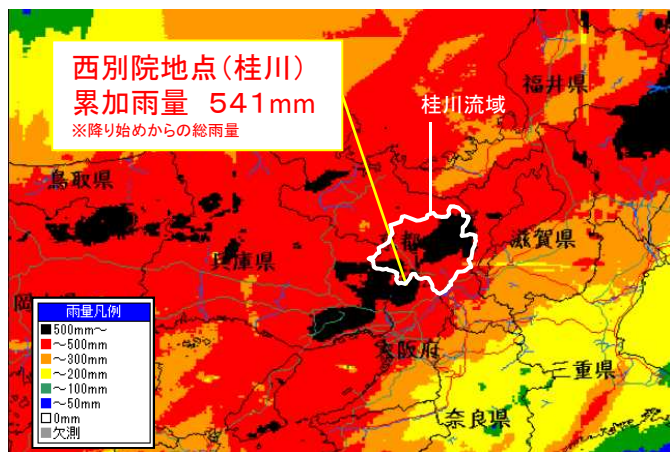 西別院地点(桂川)
累加雨量 541mm
※降り始めからの総雨量
桂川流域
福井県
鳥取県
兵庫県
都
滋賀県
岡
大阪府
三重県
奈良県
雨量凡例
500mm~
~500mm
~300mm
~200mm
~100mm
~50mm
0mm
欠測